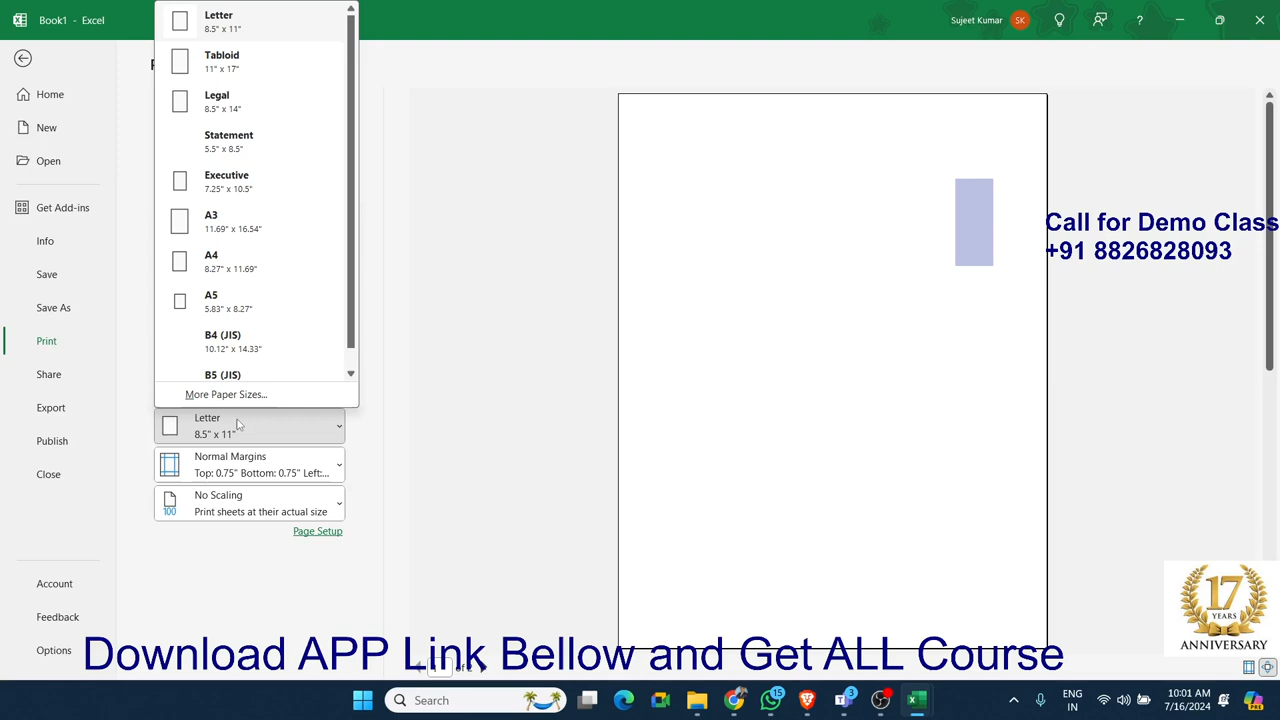 Book1 - Excel
Sujeet Kumar
SK
Home
New
Open
Get Add-ins
Info
Save
Save As
Print
Share
Export
Publish
Close
Account
Feedback
Options
Letter
8.5" x 11"
Tabloid
11" x 17"
Legal
8.5" x 14"
Statement
5.5" x 8.5"
Executive
7.25" x 10.5"
A3
11.69" x 16.54"
A4
8.27" x 11.69"
A5
5.83" x 8.27"
B4 (JIS)
10.12" x 14.33"
B5 (JIS)
More Paper Sizes...
Letter
8.5" x 11"
Normal Margins
Top: 0.75" Bottom: 0.75" Left:...
No Scaling
100
Print sheets at their actual size
Page Setup
Call for Demo Class
+91 8826828093
17
YEARS
ANNIVERSARY
Download APP Link Bellow and Get ALL Course
Search
15
3
ENG
IN
10:01 AM
7/16/2024